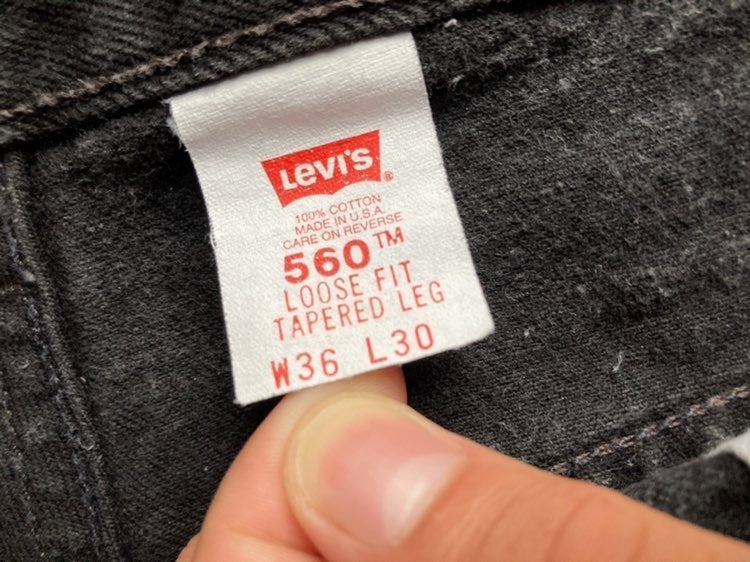 Levi's®
100% COTTON
MADE IN U.S.A.
CARE ON REVERSE
560™
LOOSE FIT
TAPERED LEG
W36 L30